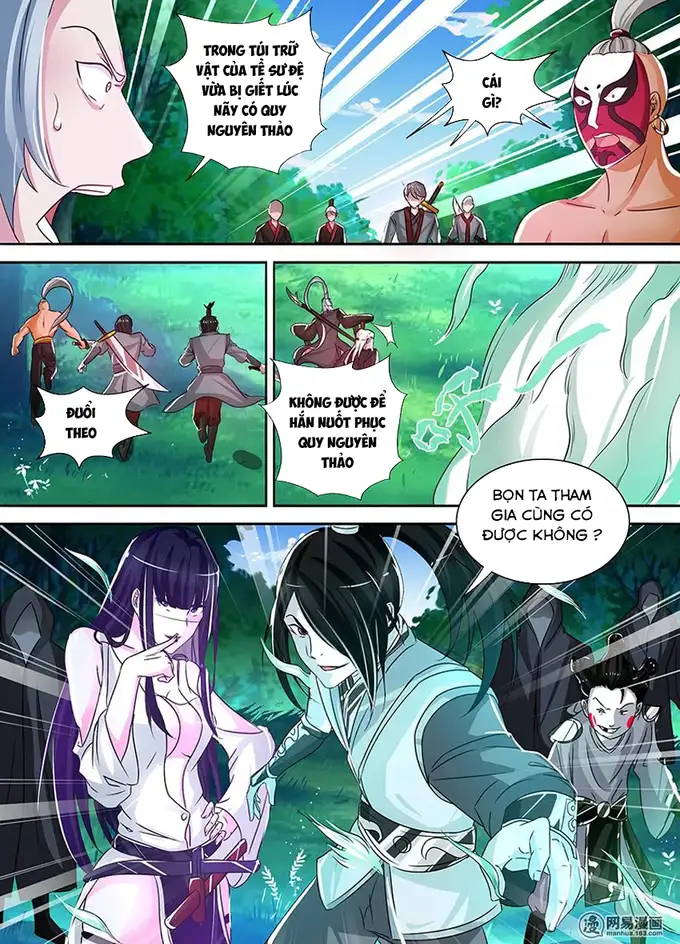 TRONG TÚI TRỮ
VẬT CỦA TỀ SƯ ĐỆ
VỪA BỊ GIẾT LÚC
NÃY CÓ QUY
NGUYÊN THẢO
CÁI
GÌ?
ĐUỔI
THEO
KHÔNG ĐƯỢC ĐỂ
HẮN NUỐT PHỤC
QUY NGUYÊN
THẢO
呼
BỌN TA THAM
GIA CÙNG CÓ
ĐƯỢC KHÔNG ?
网易漫画
manhua.163.com